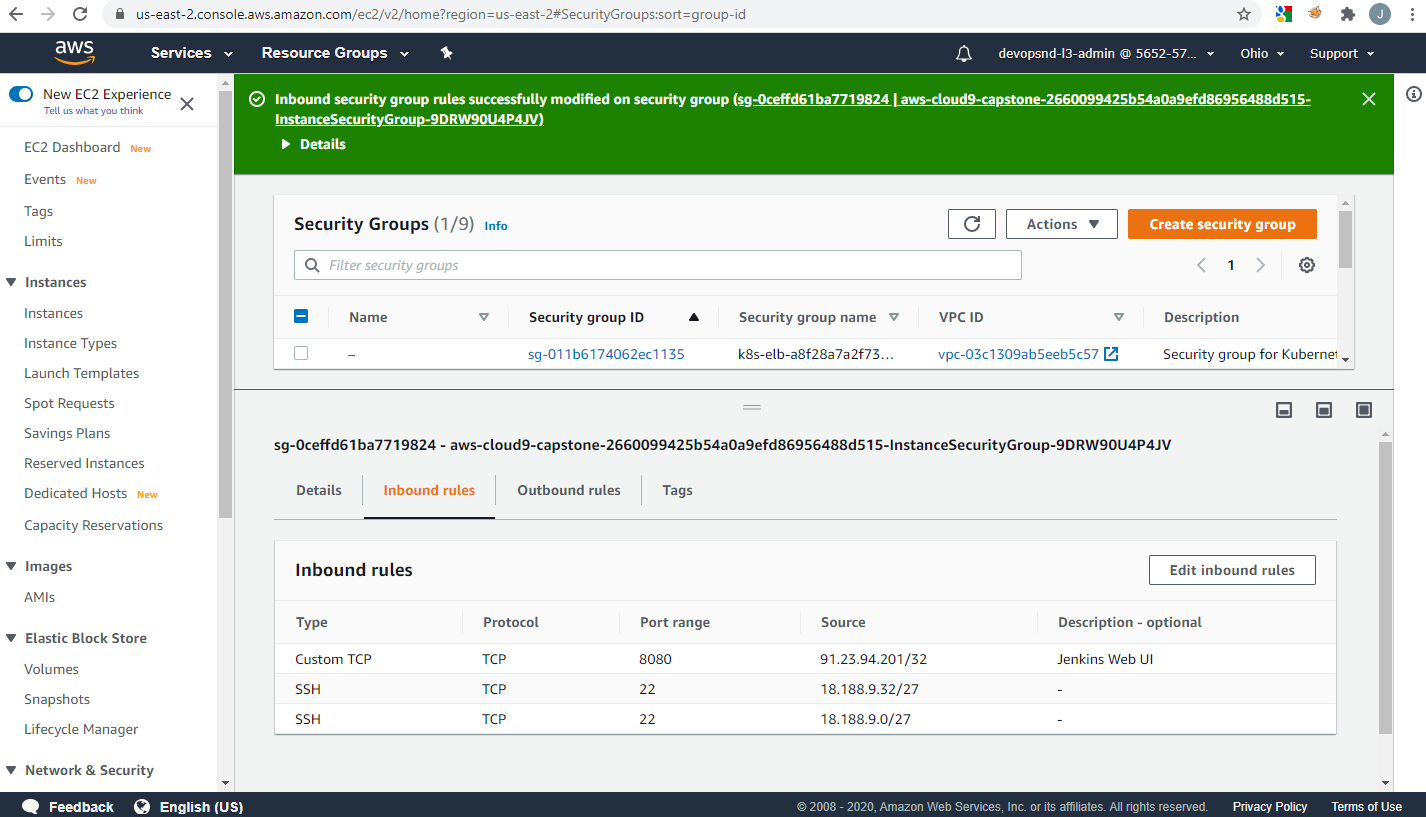 us-east-2.console.aws.amazon.com/ec2/v2/home?region=us-east-2#SecurityGroups:sort=group-id
J
aws
Services
Resource Groups
devopsnd-l3-admin @ 5652-57...
Ohio
Support
New EC2 Experience
Tell us what you think
EC2 Dashboard New
Events New
Tags
Limits
Instances
Instances
Instance Types
Launch Templates
Spot Requests
Savings Plans
Reserved Instances
Dedicated Hosts New
Capacity Reservations
Images
AMIs
Elastic Block Store
Volumes
Snapshots
Lifecycle Manager
Network & Security
Inbound security group rules successfully modified on security group (sg-0ceffd61ba7719824 | aws-cloud9-capstone-2660099425b54a0a9efd86956488d515-
InstanceSecurityGroup-9DRW90U4P4JV)
Details
Security Groups (1/9) Info
Actions
Create security group
Filter security groups
1
Name Security group ID Security group name VPC ID Description
– sg-011b6174062ec1135 k8s-elb-a8f28a7a2f73... vpc-03c1309ab5eeb5c57 Security group for Kubernet
sg-0ceffd61ba7719824 - aws-cloud9-capstone-2660099425b54a0a9efd86956488d515-InstanceSecurityGroup-9DRW90U4P4JV
Details Inbound rules Outbound rules Tags
Inbound rules
Edit inbound rules
Type Protocol Port range Source Description - optional
Custom TCP TCP 8080 91.23.94.201/32 Jenkins Web UI
SSH TCP 22 18.188.9.32/27 -
SSH TCP 22 18.188.9.0/27 -
Feedback
English (US)
© 2008 - 2020, Amazon Web Services, Inc. or its affiliates. All rights reserved.
Privacy Policy
Terms of Use